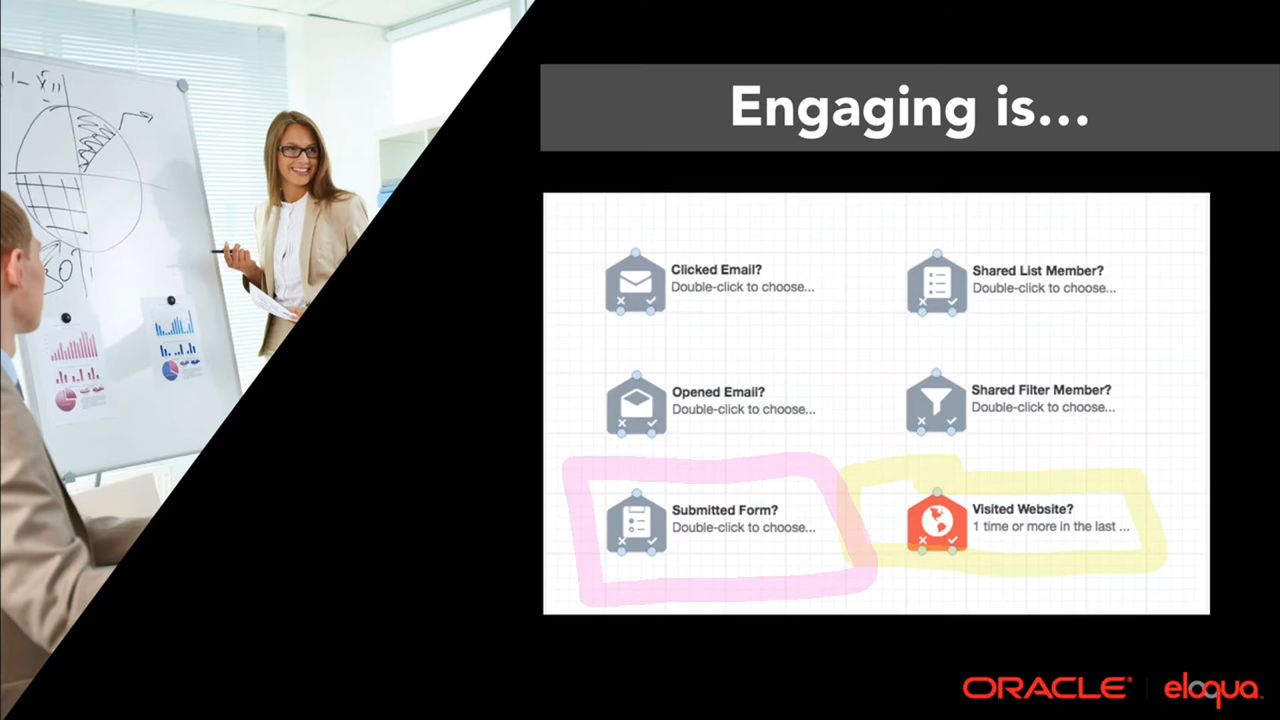 Engaging is...
Clicked Email?
Double-click to choose...
Shared List Member?
Double-click to choose...
Opened Email?
Double-click to choose...
Shared Filter Member?
Double-click to choose...
Submitted Form?
Double-click to choose...
Visited Website?
1 time or more in the last ...
ORACLE® | eloqua™